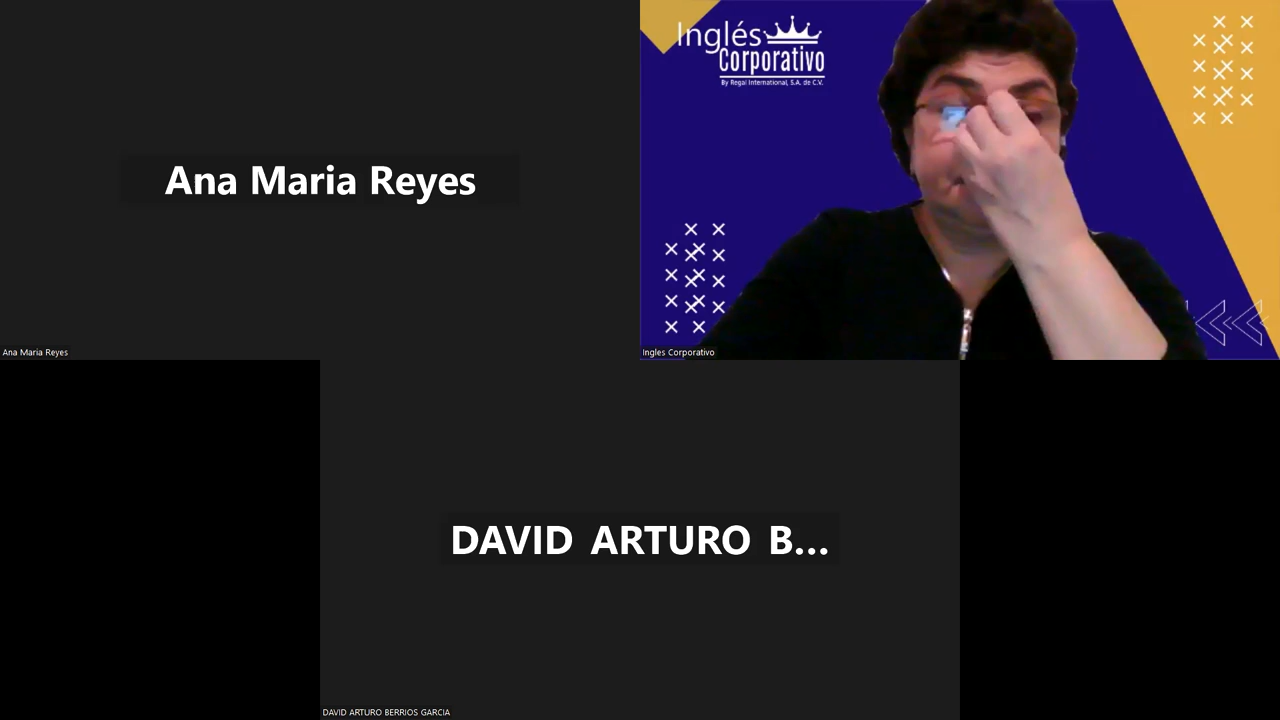 Ana Maria Reyes
Ana Maria Reyes
Inglés
Corporativo
By Regal International, S.A. de C.V.
Ingles Corporativo
DAVID ARTURO B...
DAVID ARTURO BERRIOS GARCIA